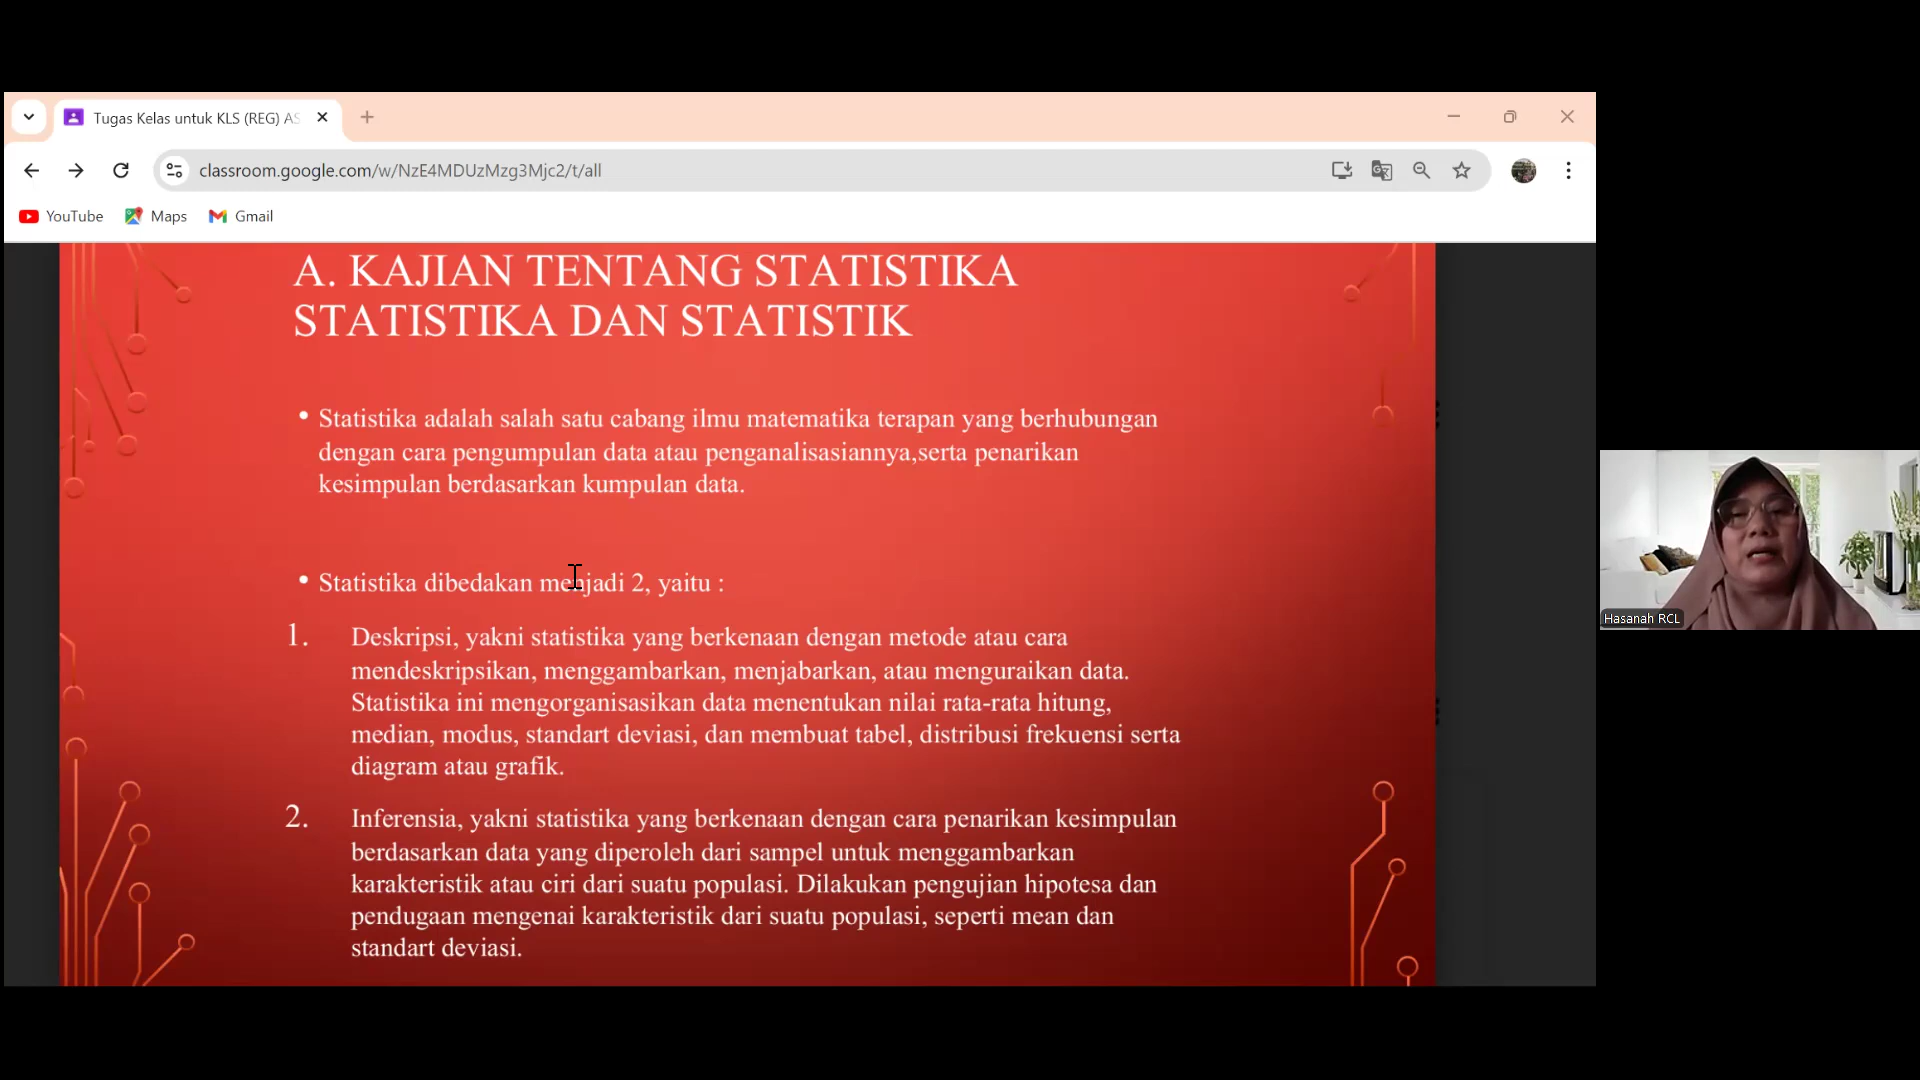 Tugas Kelas untuk KLS (REG) AS
classroom.google.com/w/NzE4MDUzMzg3Mjc2/t/all
YouTube
Maps
Gmail
A. KAJIAN TENTANG STATISTIKA
STATISTIKA DAN STATISTIK
• Statistika adalah salah satu cabang ilmu matematika terapan yang berhubungan
dengan cara pengumpulan data atau penganalisasiannya,serta penarikan
kesimpulan berdasarkan kumpulan data.
• Statistika dibedakan menjadi 2, yaitu :
1. Deskripsi, yakni statistika yang berkenaan dengan metode atau cara
mendeskripsikan, menggambarkan, menjabarkan, atau menguraikan data.
Statistika ini mengorganisasikan data menentukan nilai rata-rata hitung,
median, modus, standart deviasi, dan membuat tabel, distribusi frekuensi serta
diagram atau grafik.
2. Inferensia, yakni statistika yang berkenaan dengan cara penarikan kesimpulan
berdasarkan data yang diperoleh dari sampel untuk menggambarkan
karakteristik atau ciri dari suatu populasi. Dilakukan pengujian hipotesa dan
pendugaan mengenai karakteristik dari suatu populasi, seperti mean dan
standart deviasi.
Hasanah RCL